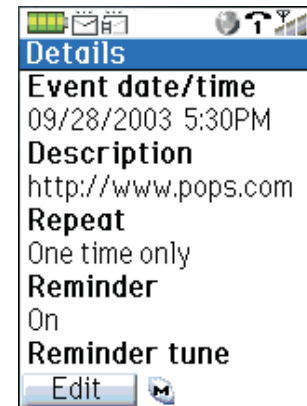 Details
Event date/time
09/28/2003 5:30PM
Description
http://www.pops.com
Repeat
One time only
Reminder
On
Reminder tune
Edit